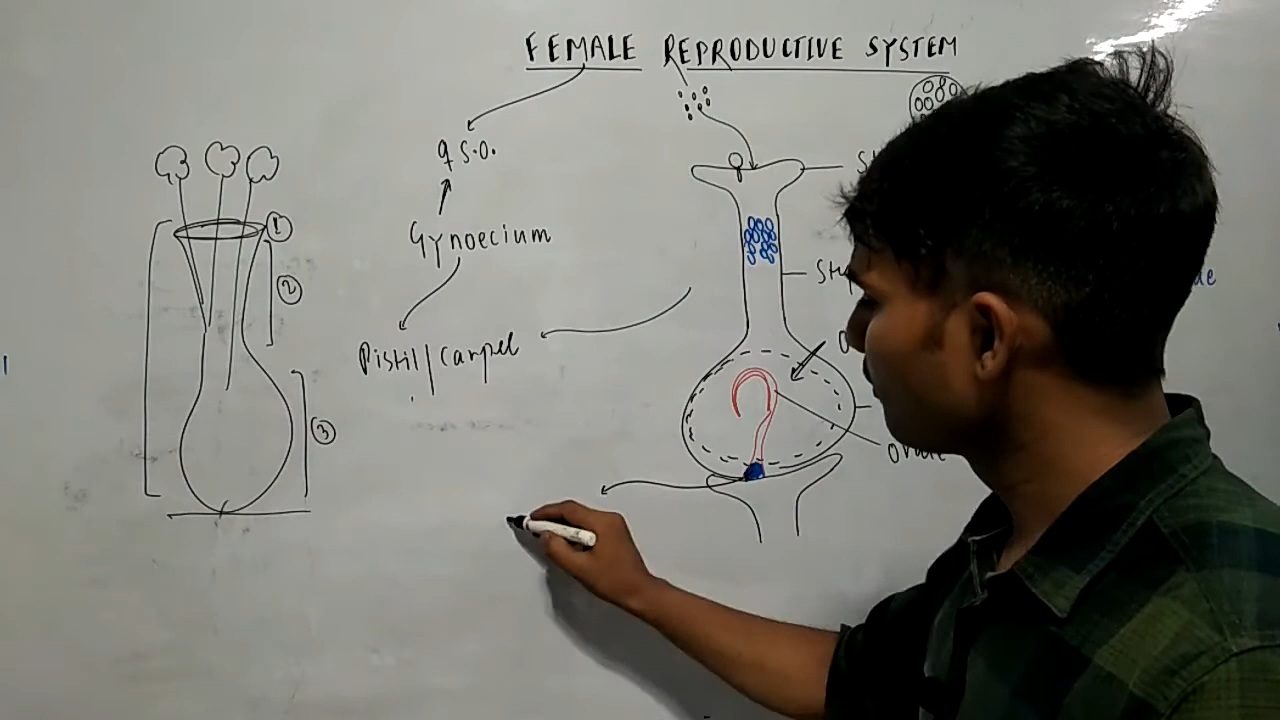 FEMALE REPRODUCTIVE SYSTEM
♀ S.O.
Gynoecium
Pistil/Carpel
1
2
3